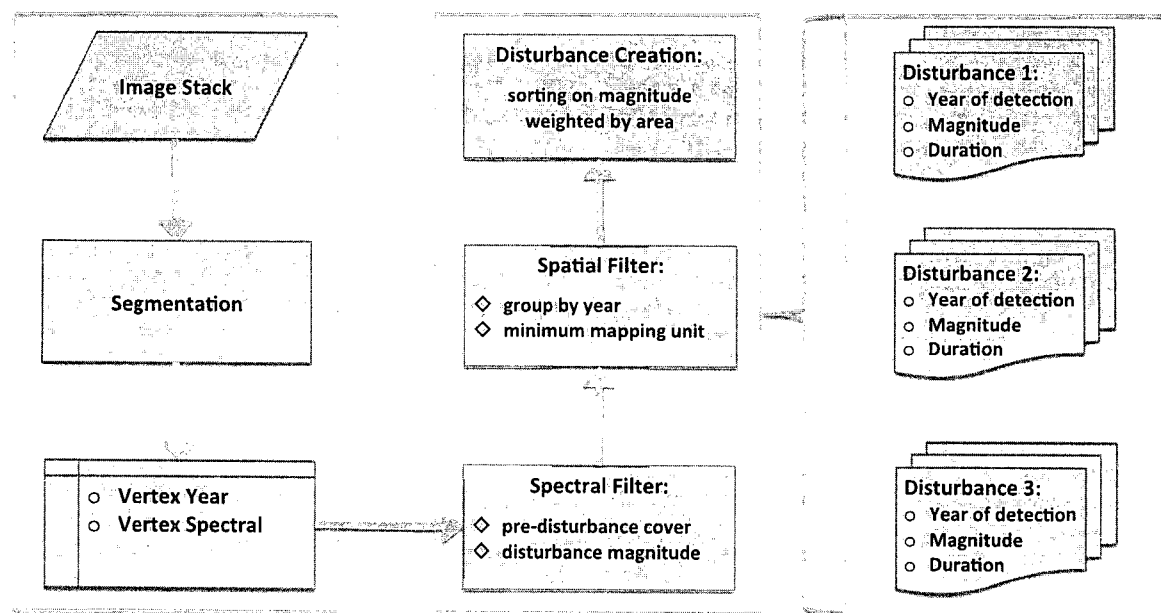 Image Stack
Segmentation
○ Vertex Year
○ Vertex Spectral
Disturbance Creation:
sorting on magnitude
weighted by area
Spatial Filter:
◇ group by year
◇ minimum mapping unit
Spectral Filter:
◇ pre-disturbance cover
◇ disturbance magnitude
Disturbance 1:
○ Year of detection
○ Magnitude
○ Duration
Disturbance 2:
○ Year of detection
○ Magnitude
○ Duration
Disturbance 3:
○ Year of detection
○ Magnitude
○ Duration